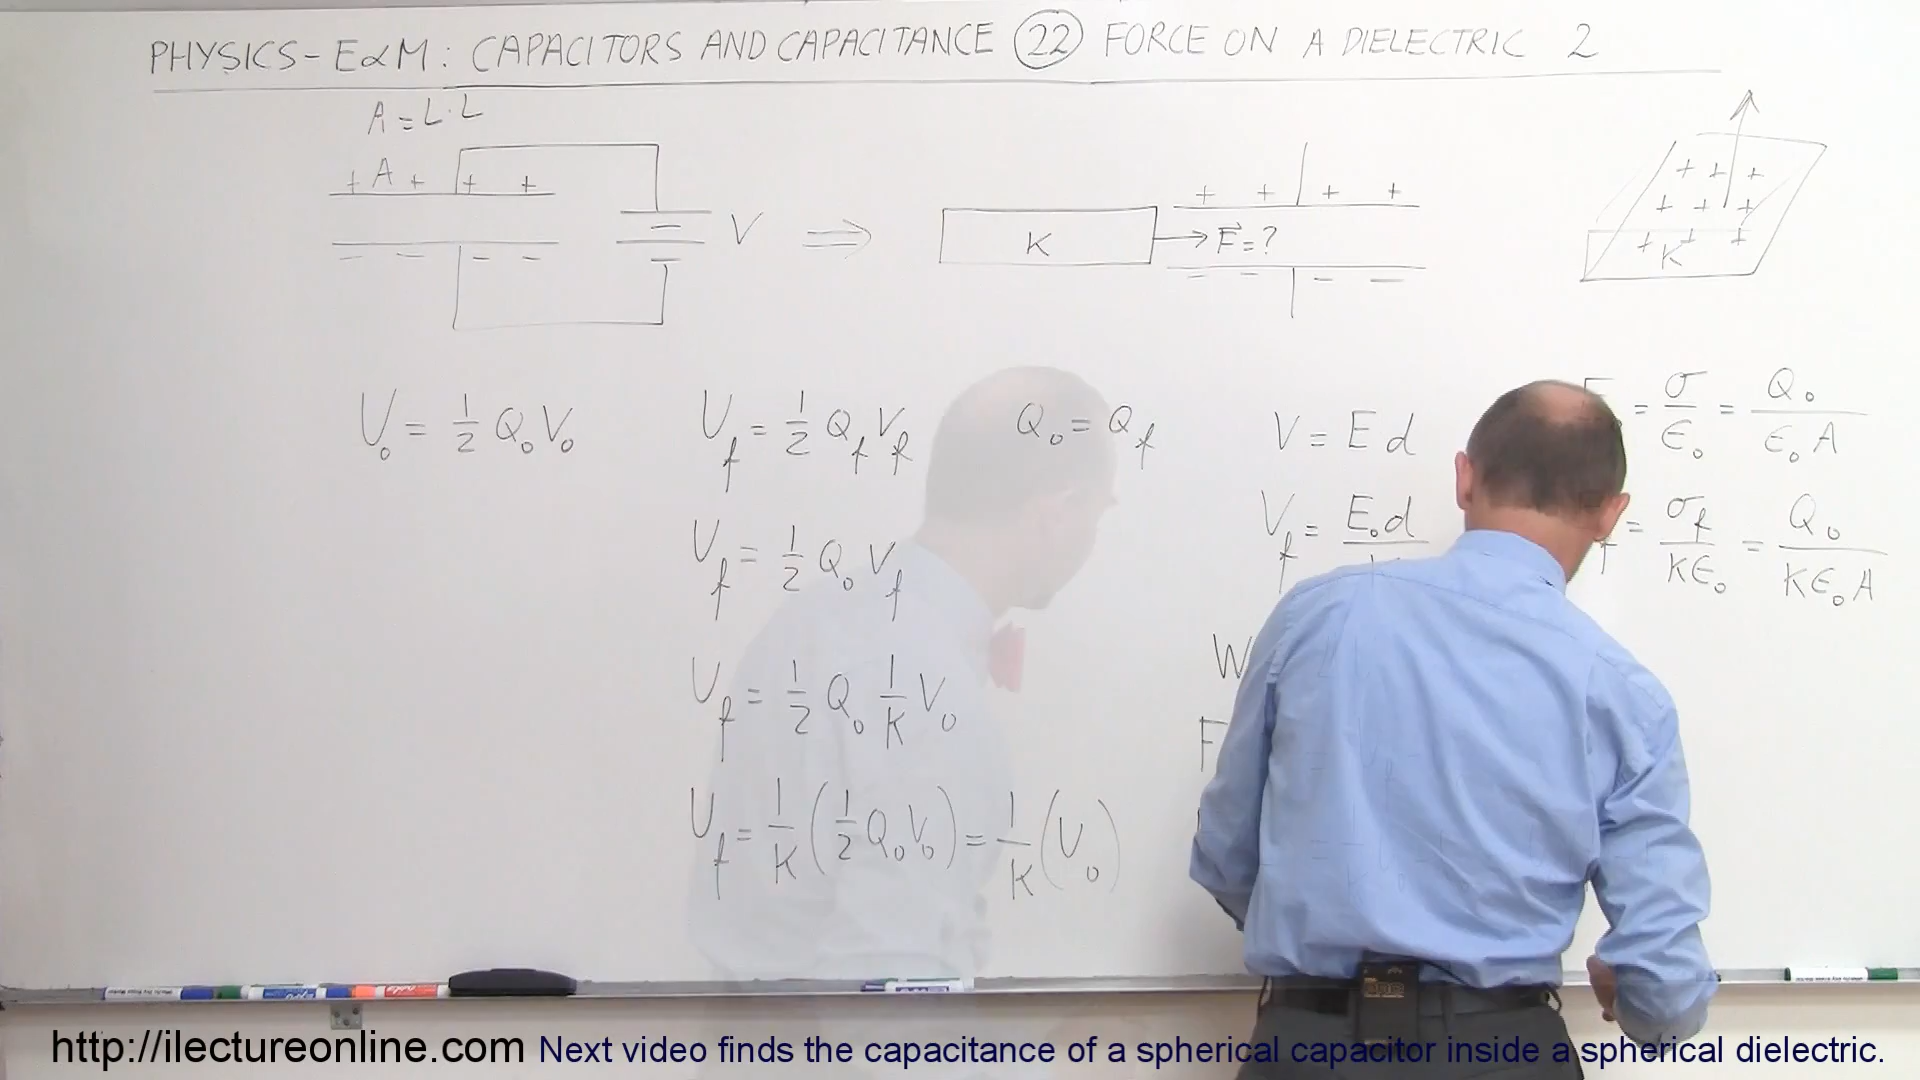 PHYSICS - E&M: CAPACITORS AND CAPACITANCE (22) FORCE ON A DIELECTRIC 2
A = L·L
+ A + + +
V ⇒
K → F⃗ = ?
+ + + +
K
U₀ = 1/2 Q₀V₀
U_f = 1/2 Q_f V_f
Q₀ = Q_f
V = E d
= σ/ε₀ = Q₀/(ε₀A)
U_f = 1/2 Q₀ V_f
V_f = E₀d
= σ_f/(Kε₀) = Q₀/(Kε₀A)
U_f = 1/2 Q₀ 1/K V₀
W
F
U_f = 1/K (1/2 Q₀V₀) = 1/K (U₀)
http://ilectureonline.com Next video finds the capacitance of a spherical capacitor inside a spherical dielectric.